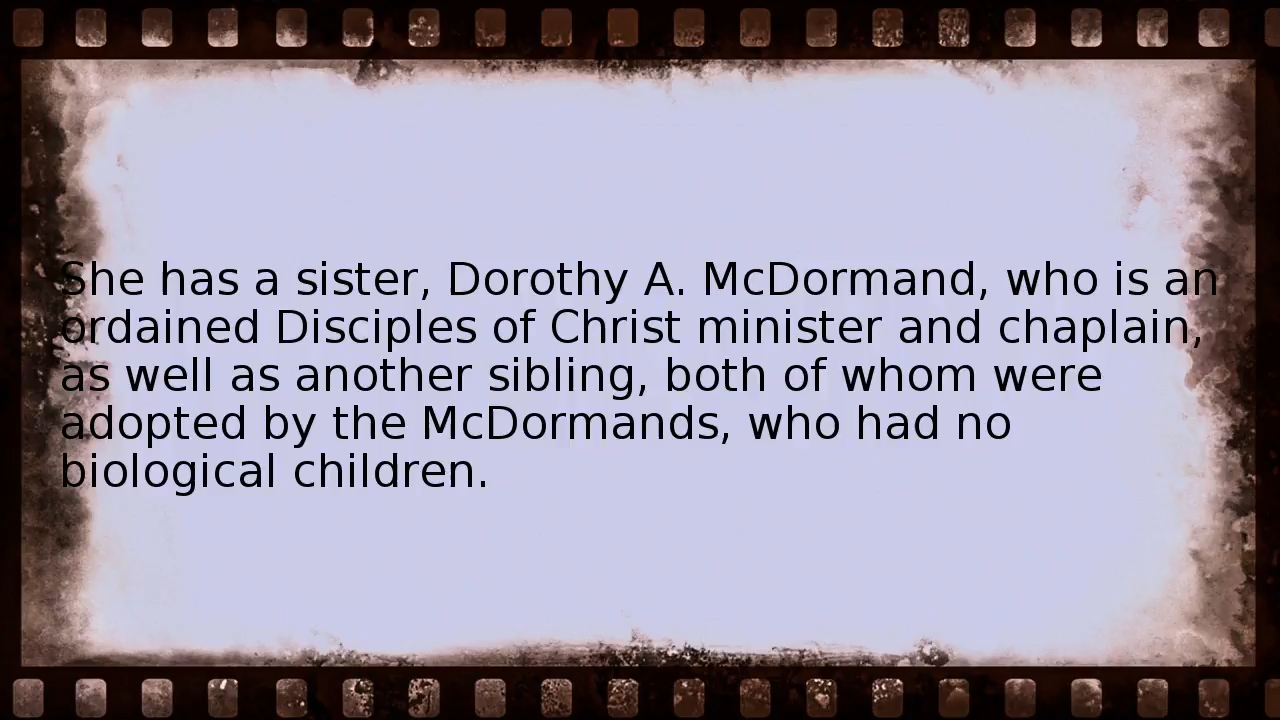 She has a sister, Dorothy A. McDormand, who is an
ordained Disciples of Christ minister and chaplain,
as well as another sibling, both of whom were
adopted by the McDormands, who had no
biological children.